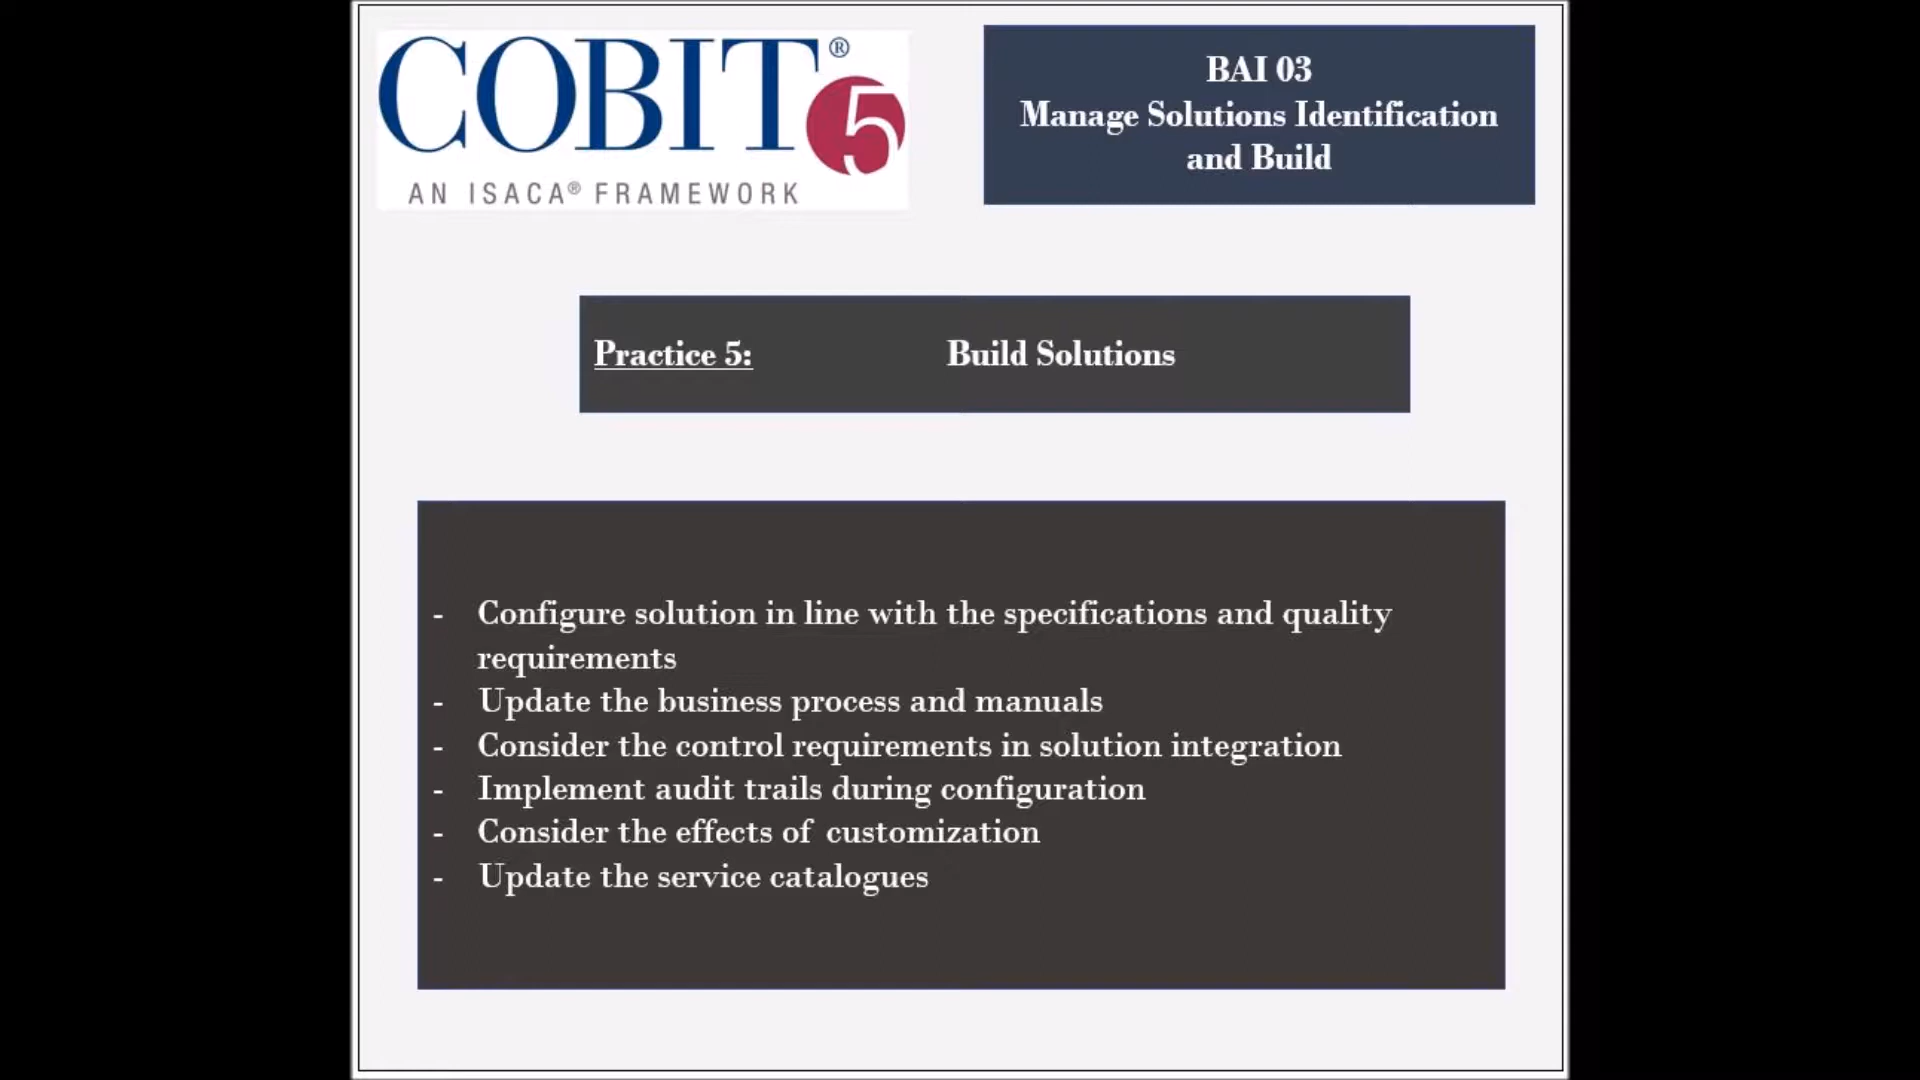 COBIT®5
AN ISACA® FRAMEWORK
BAI 03
Manage Solutions Identification
and Build
Practice 5: Build Solutions
- Configure solution in line with the specifications and quality
requirements
- Update the business process and manuals
- Consider the control requirements in solution integration
- Implement audit trails during configuration
- Consider the effects of customization
- Update the service catalogues